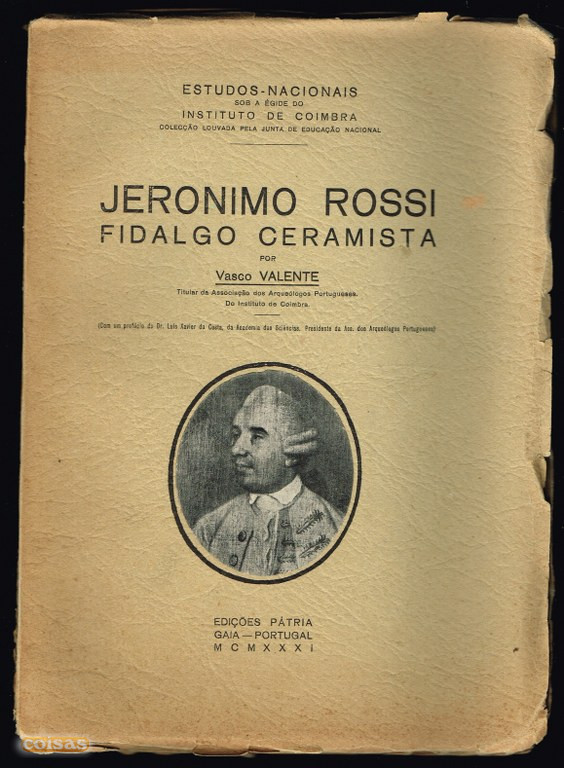 ESTUDOS-NACIONAIS
SOB A ÉGIDE DO
INSTITUTO DE COIMBRA
COLECÇÃO LOUVADA PELA JUNTA DE EDUCAÇÃO NACIONAL
JERONIMO ROSSI
FIDALGO CERAMISTA
POR
Vasco VALENTE
Titular da Associação dos Arqueólogos Portugueses.
Do Instituto de Coimbra.
(Com um prefácio do Dr. Luís Xavier da Costa, da Academia das Sciências, Presidente da Ass. dos Arqueólogos Portugueses)
EDIÇÕES PÁTRIA
GAIA — PORTUGAL
MCMXXXI
coisas